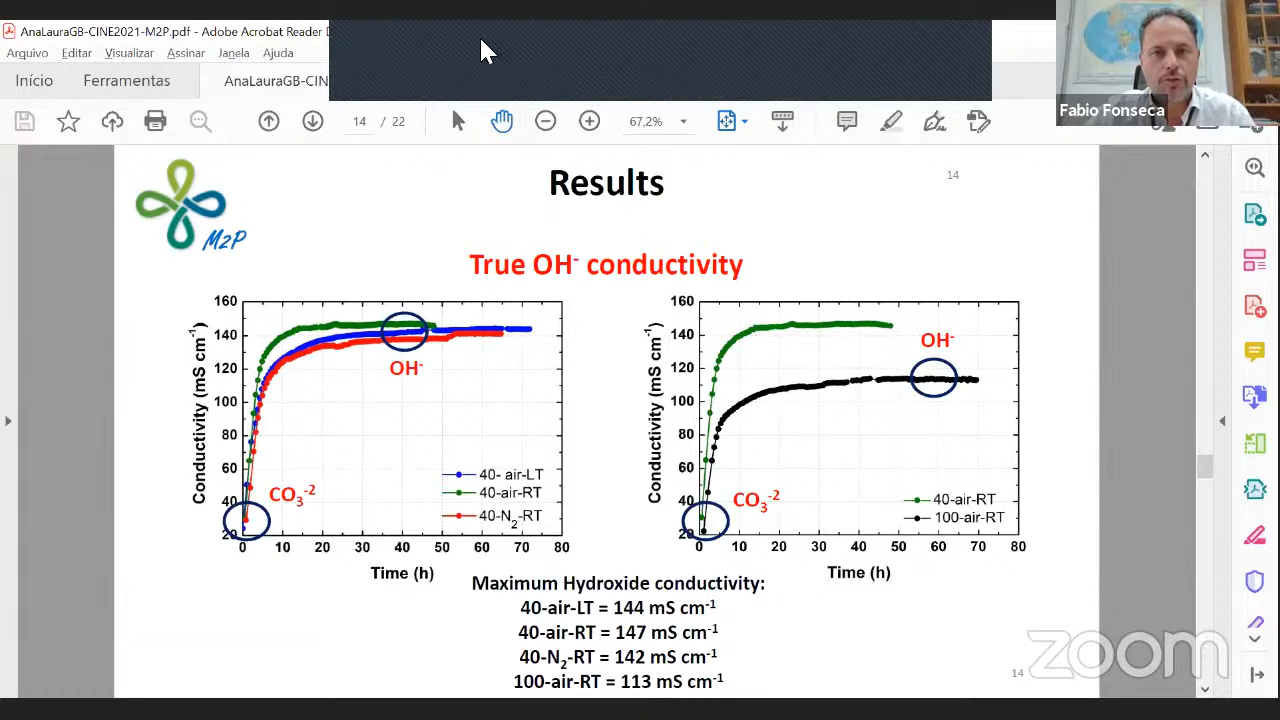 AnaLauraGB-CINE2021-M2P.pdf - Adobe Acrobat Reader
Arquivo Editar Visualizar Assinar Janela Ajuda
Início Ferramentas AnaLauraGB-CIN
14 / 22 67,2%
Fabio Fonseca
Results
14
M2P
True OH⁻ conductivity
160
140
120
100
80
60
40
20
Conductivity (mS cm⁻¹)
OH⁻
CO₃⁻²
40- air-LT
40-air-RT
40-N₂-RT
0 10 20 30 40 50 60 70 80
Time (h)
160
140
120
100
80
60
40
20
Conductivity (mS cm⁻¹)
OH⁻
CO₃⁻²
40-air-RT
100-air-RT
0 10 20 30 40 50 60 70 80
Time (h)
Maximum Hydroxide conductivity:
40-air-LT = 144 mS cm⁻¹
40-air-RT = 147 mS cm⁻¹
40-N₂-RT = 142 mS cm⁻¹
100-air-RT = 113 mS cm⁻¹
zoom
14